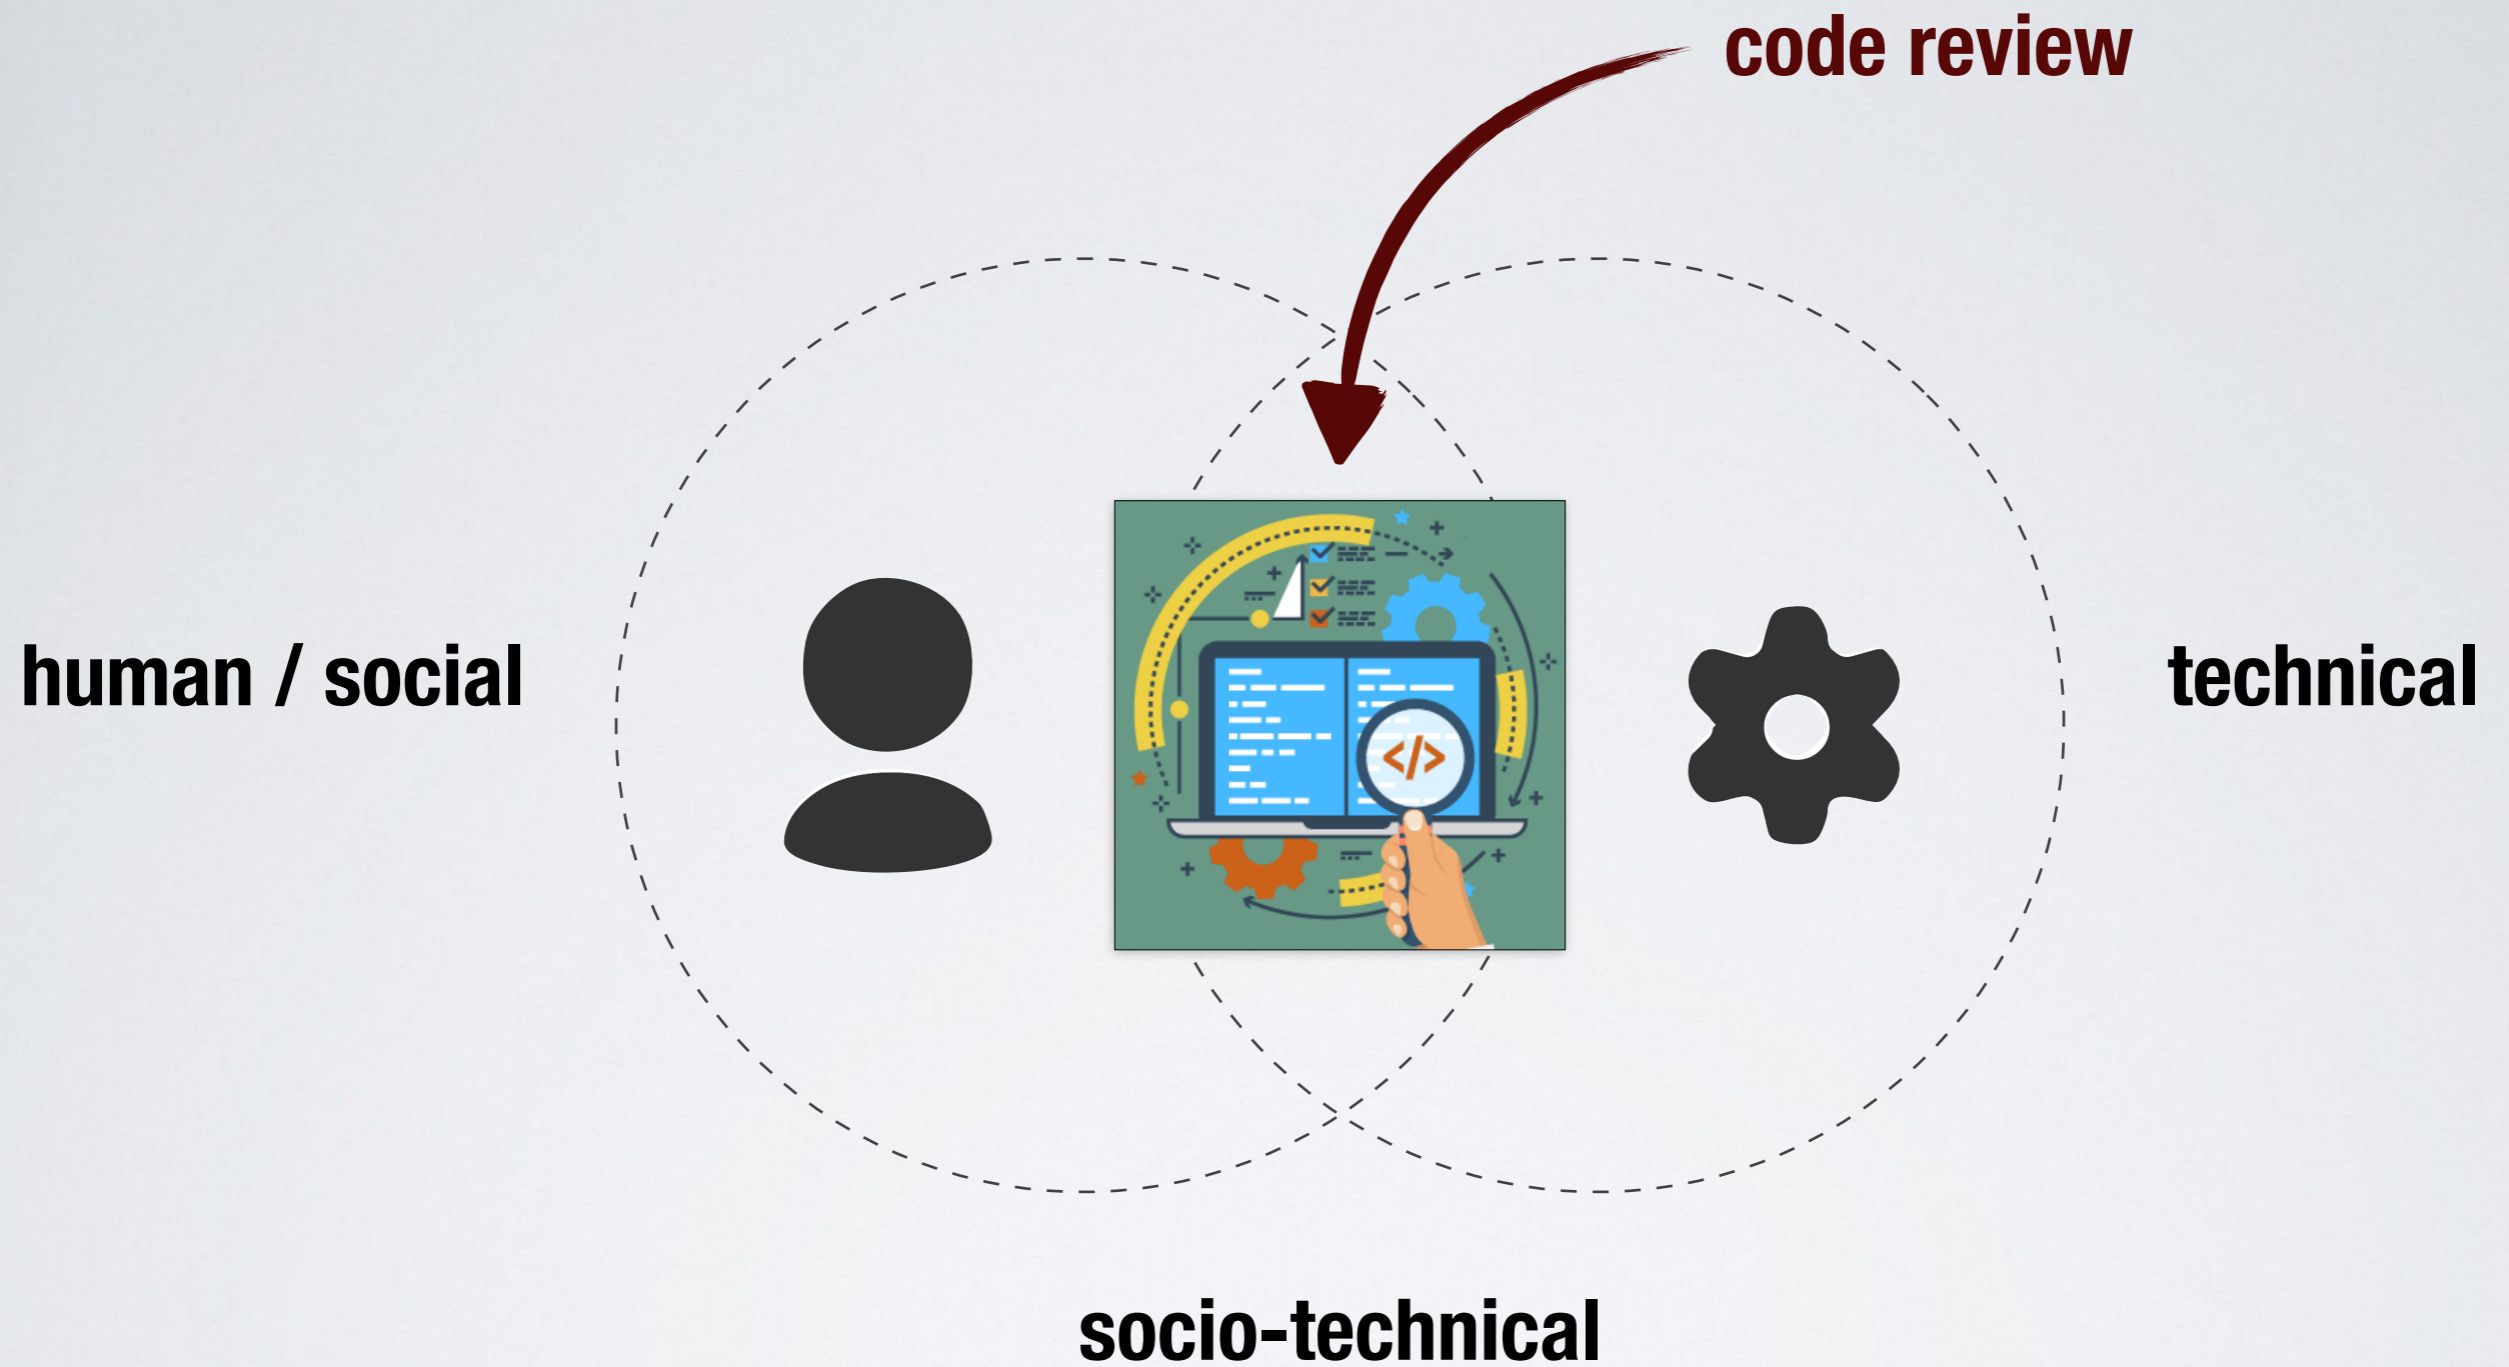 code review
human / social
technical
</>
socio-technical